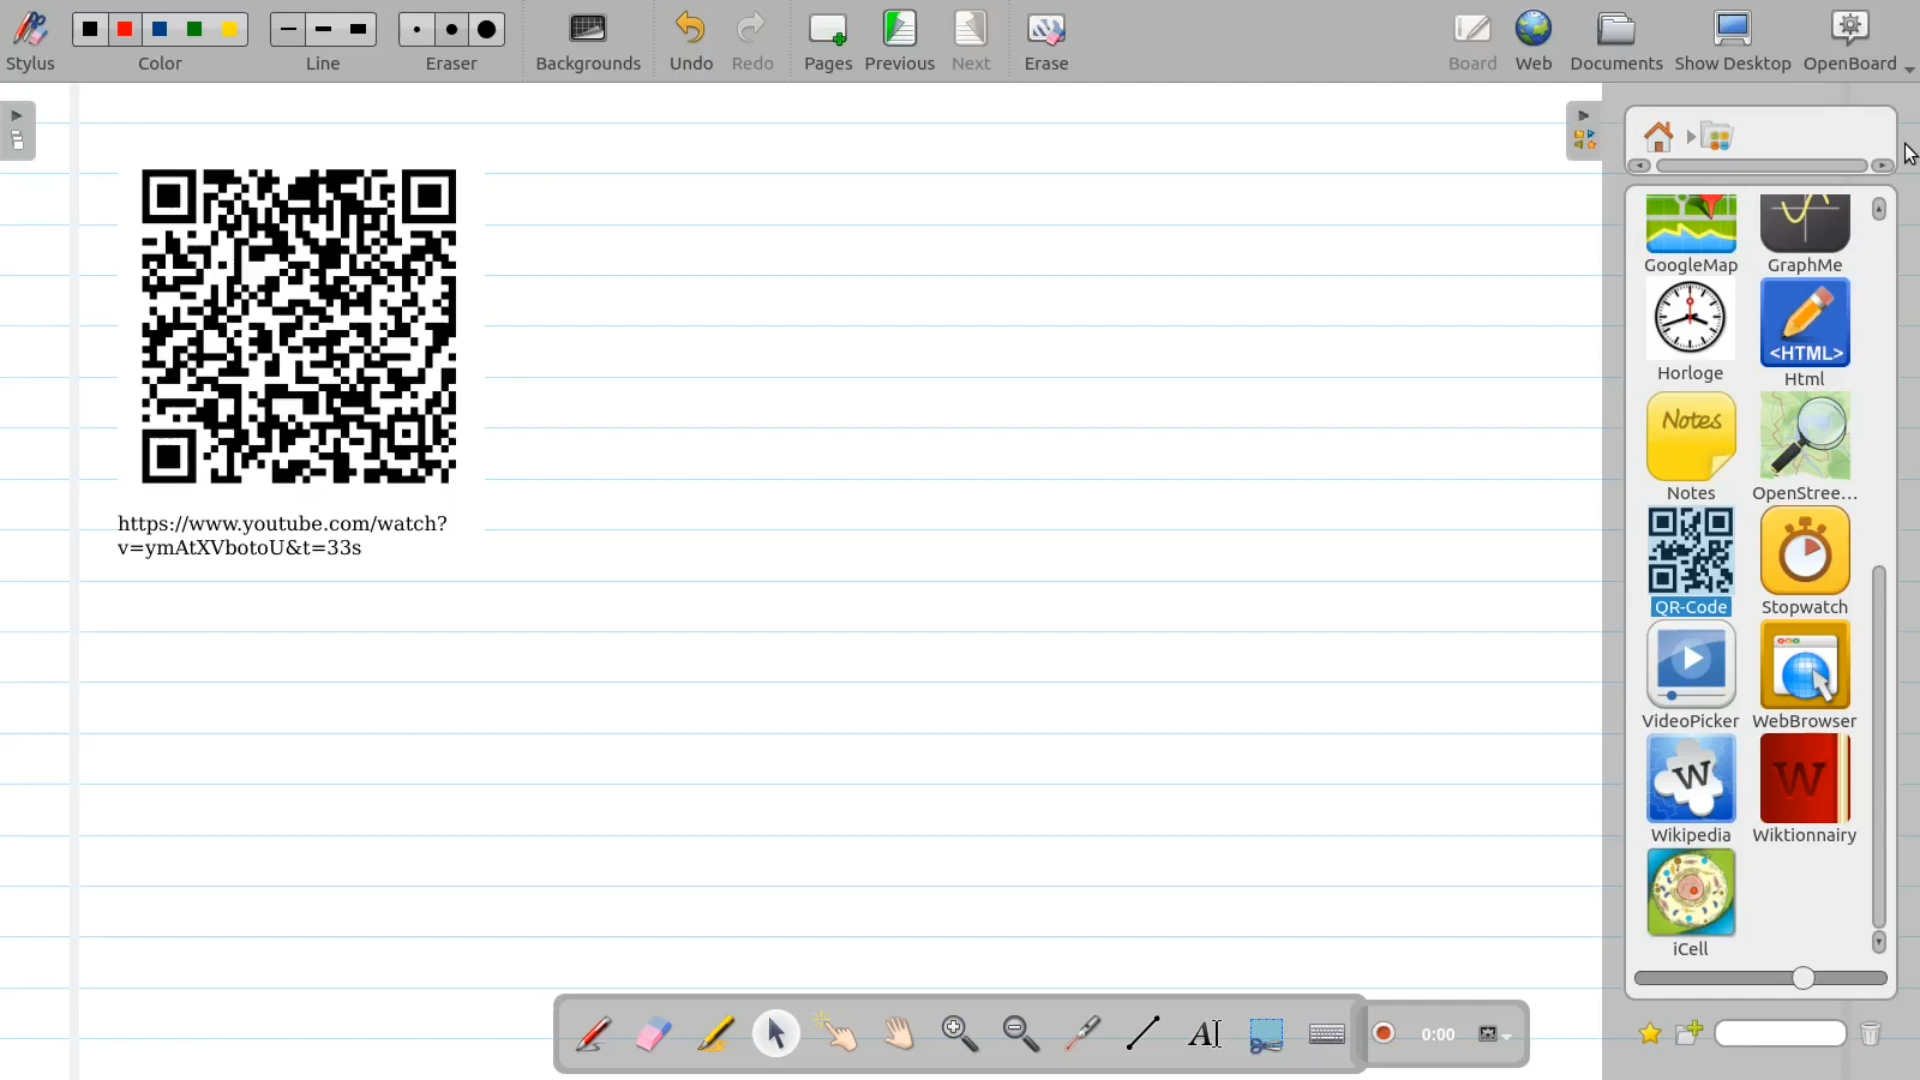 Stylus Color Line Eraser Backgrounds Undo Redo Pages Previous Next Erase Board Web Documents Show Desktop OpenBoard
GoogleMap GraphMe
<HTML>
Horloge Html
Notes
Notes OpenStree...
https://www.youtube.com/watch?
v=ymAtXVbotoU&t=33s
QR-Code Stopwatch
VideoPicker WebBrowser
W W
Wikipedia Wiktionnairy
iCell
AI 0:00